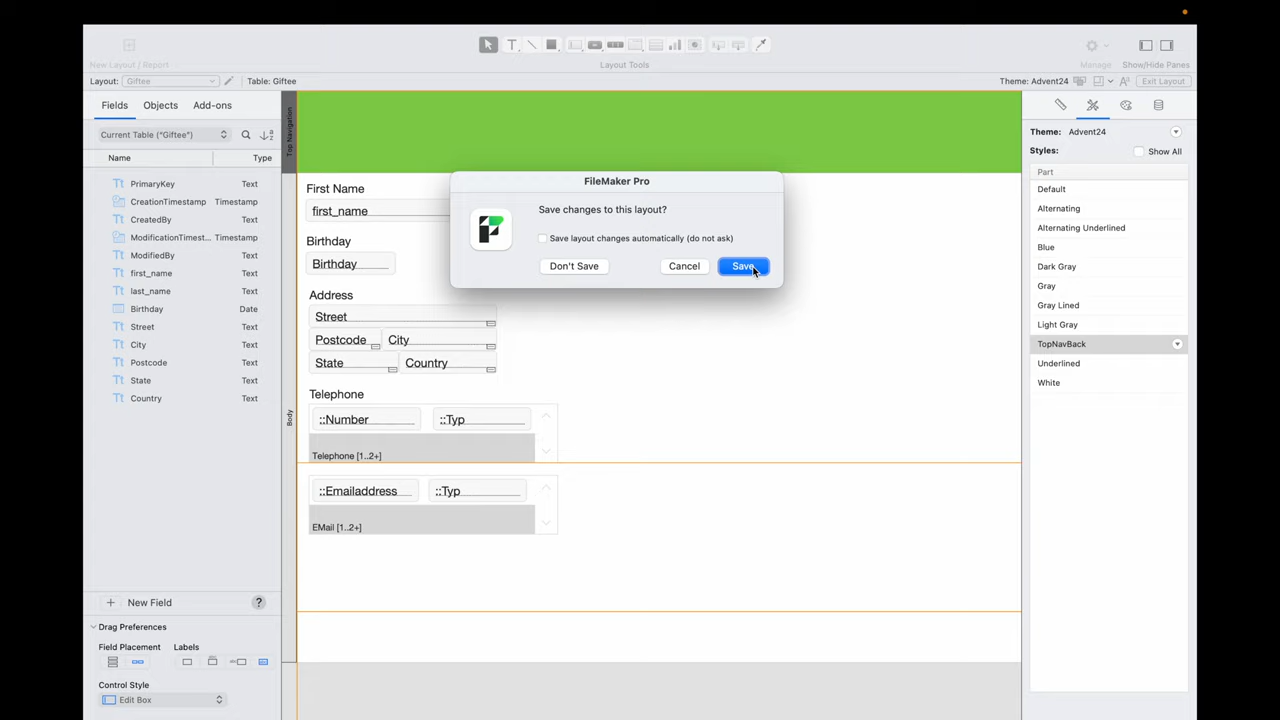 New Layout / Report
Layout Tools
Manage
Show/Hide Panes
Layout: Giftee
Table: Giftee
Theme: Advent24
Exit Layout
Fields
Objects
Add-ons
Current Table ("Giftee")
Name
Type
PrimaryKey Text
CreationTimestamp Timestamp
CreatedBy Text
ModificationTimest... Timestamp
ModifiedBy Text
first_name Text
last_name Text
Birthday Date
Street Text
City Text
Postcode Text
State Text
Country Text
+ New Field ?
Drag Preferences
Field Placement
Labels
Control Style
Edit Box
Top Navigation
Body
First Name
first_name
Birthday
Birthday
Address
Street
Postcode
City
State
Country
Telephone
::Number
::Typ
Telephone [1..2+]
::Emailaddress
::Typ
EMail [1..2+]
FileMaker Pro
Save changes to this layout?
Save layout changes automatically (do not ask)
Don't Save
Cancel
Save
Theme: Advent24
Styles:
Show All
Part
Default
Alternating
Alternating Underlined
Blue
Dark Gray
Gray
Gray Lined
Light Gray
TopNavBack
Underlined
White